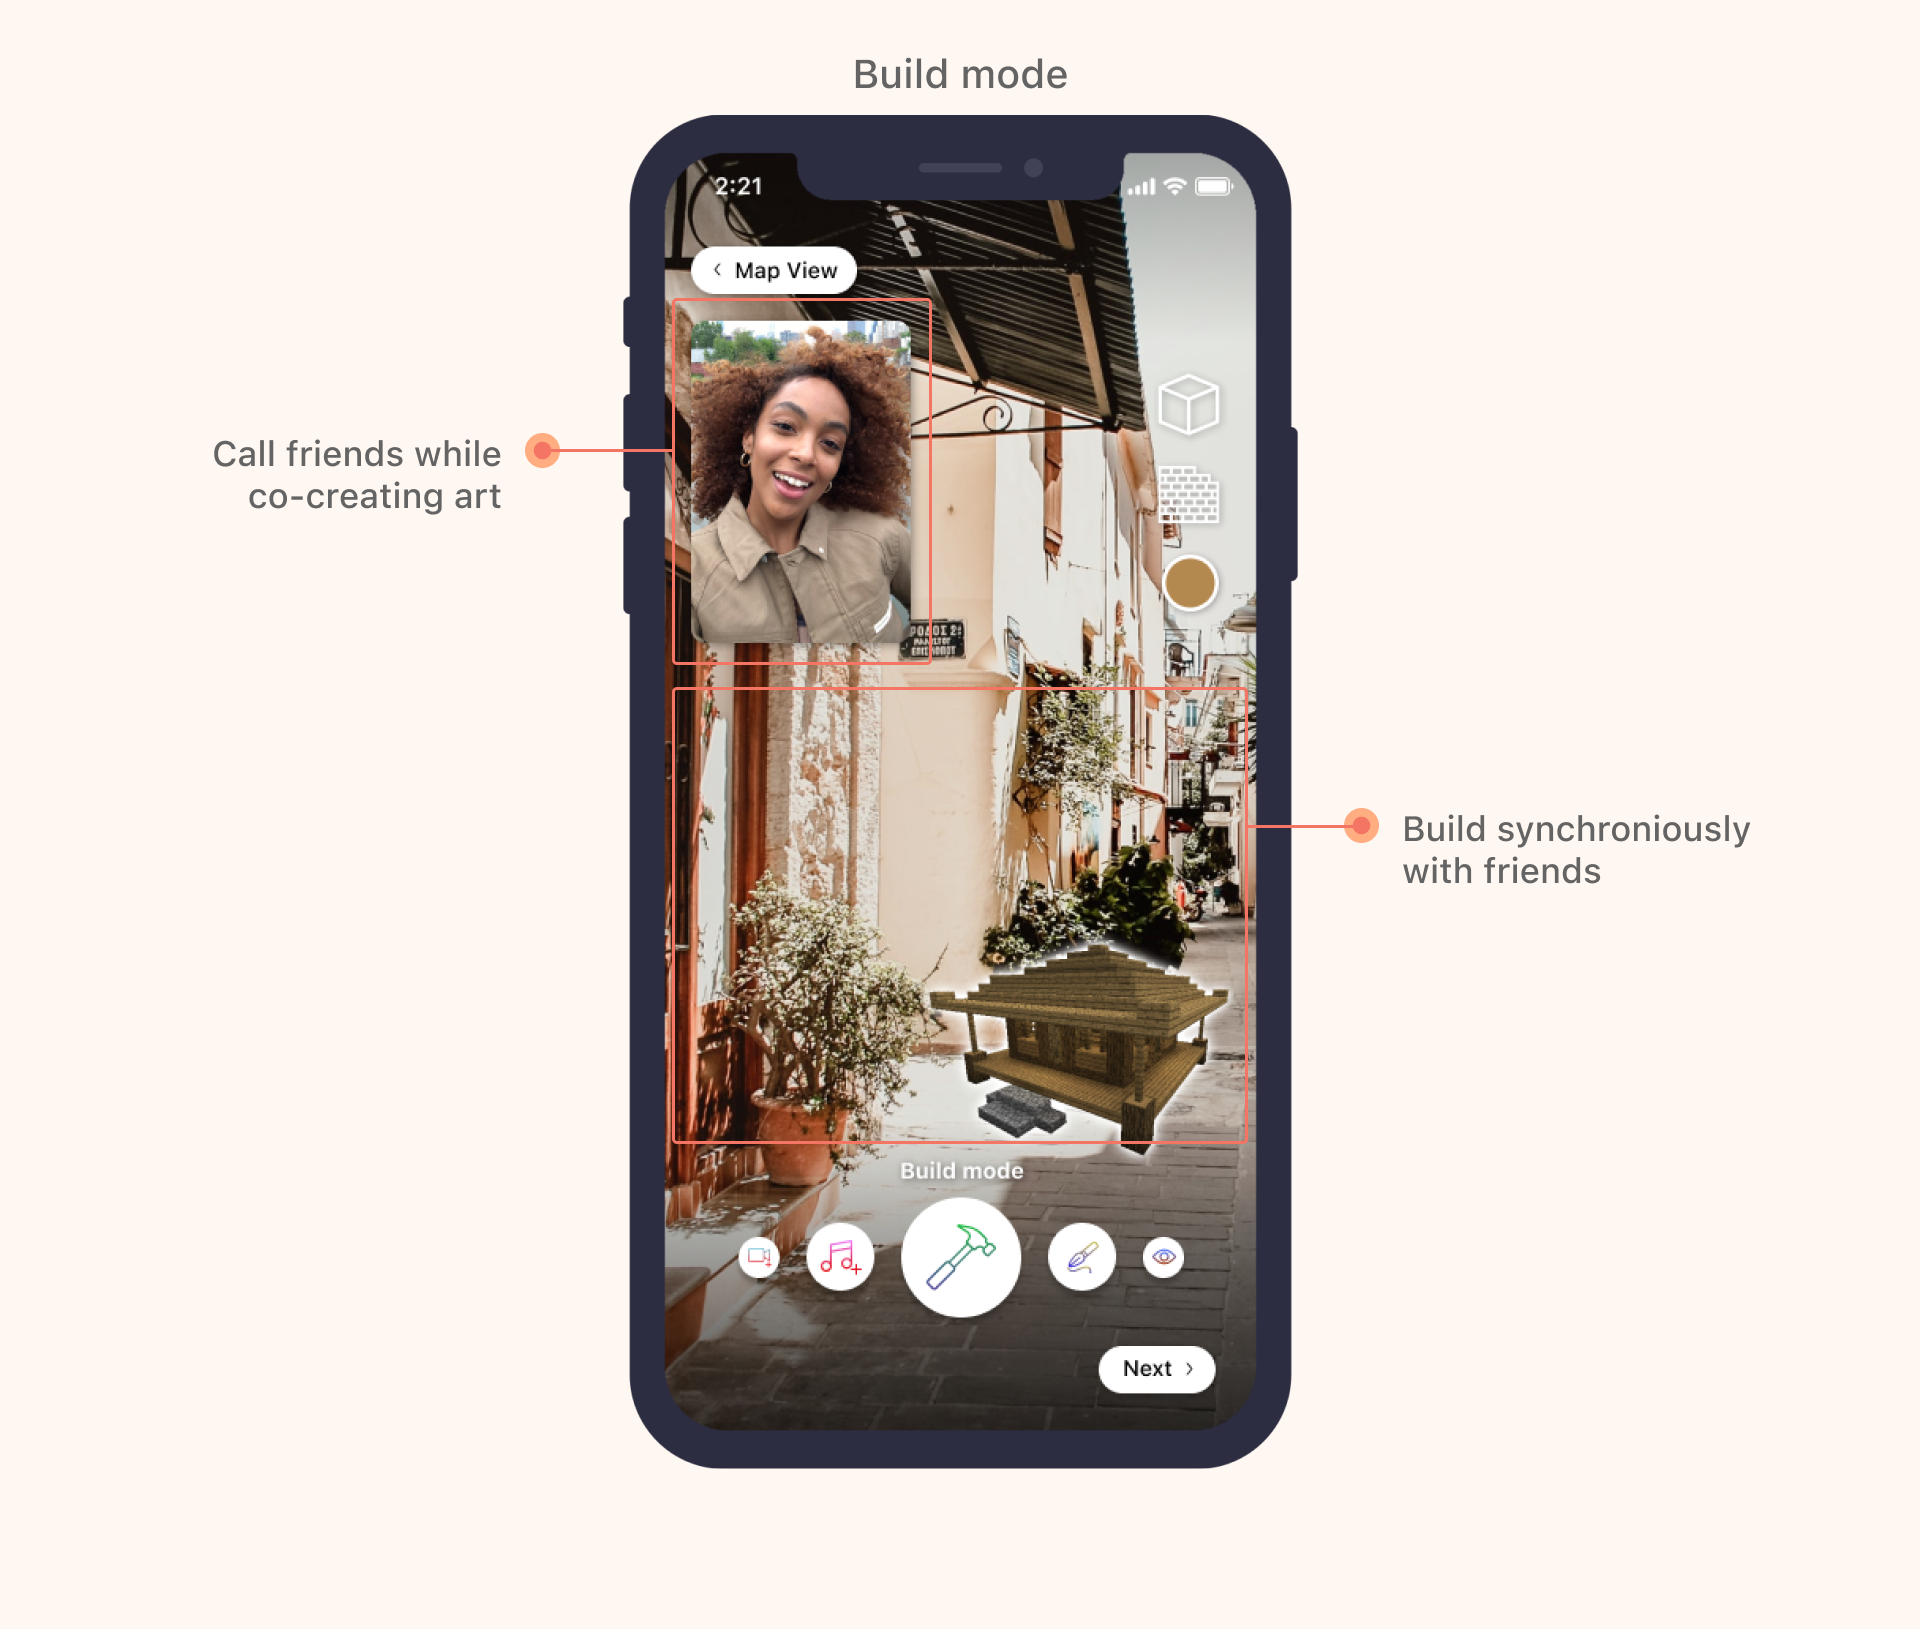 Build mode
2:21
Map View
Call friends while
co-creating art
Build synchroniously
with friends
Build mode
Next